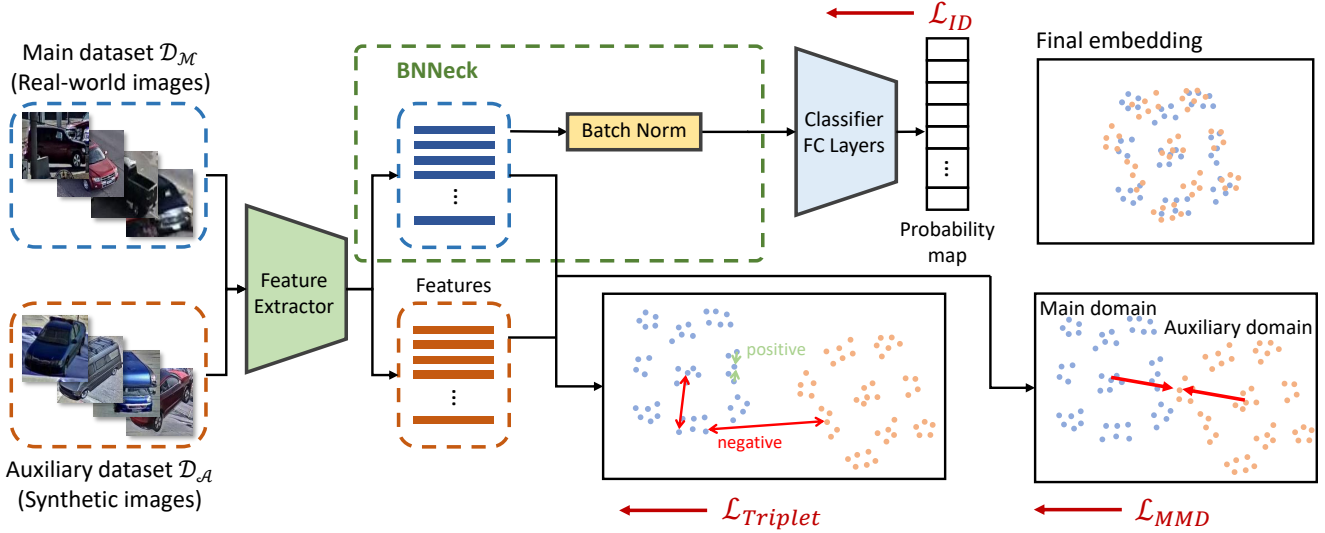 Main dataset 𝒟_ℳ
(Real-world images)
BNNeck
Batch Norm
Classifier
FC Layers
ℒ_ID
Probability
map
Final embedding
Feature
Extractor
Features
positive
negative
ℒ_Triplet
Main domain
Auxiliary domain
ℒ_MMD
Auxiliary dataset 𝒟_𝒜
(Synthetic images)